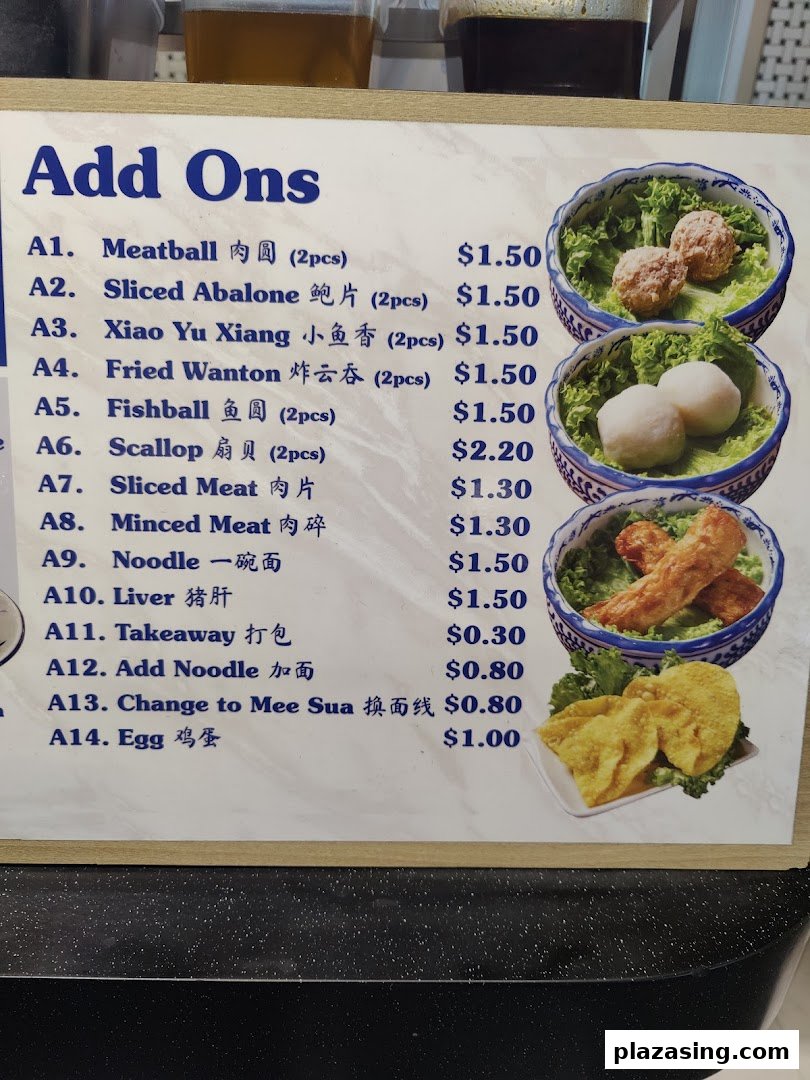 Add Ons
A1. Meatball 肉圆 (2pcs) $1.50
A2. Sliced Abalone 鲍片 (2pcs) $1.50
A3. Xiao Yu Xiang 小鱼香 (2pcs) $1.50
A4. Fried Wanton 炸云吞 (2pcs) $1.50
A5. Fishball 鱼圆 (2pcs) $1.50
A6. Scallop 扇贝 (2pcs) $2.20
A7. Sliced Meat 肉片 $1.30
A8. Minced Meat 肉碎 $1.30
A9. Noodle 一碗面 $1.50
A10. Liver 猪肝 $1.50
A11. Takeaway 打包 $0.30
A12. Add Noodle 加面 $0.80
A13. Change to Mee Sua 换面线 $0.80
A14. Egg 鸡蛋 $1.00
plazasing.com